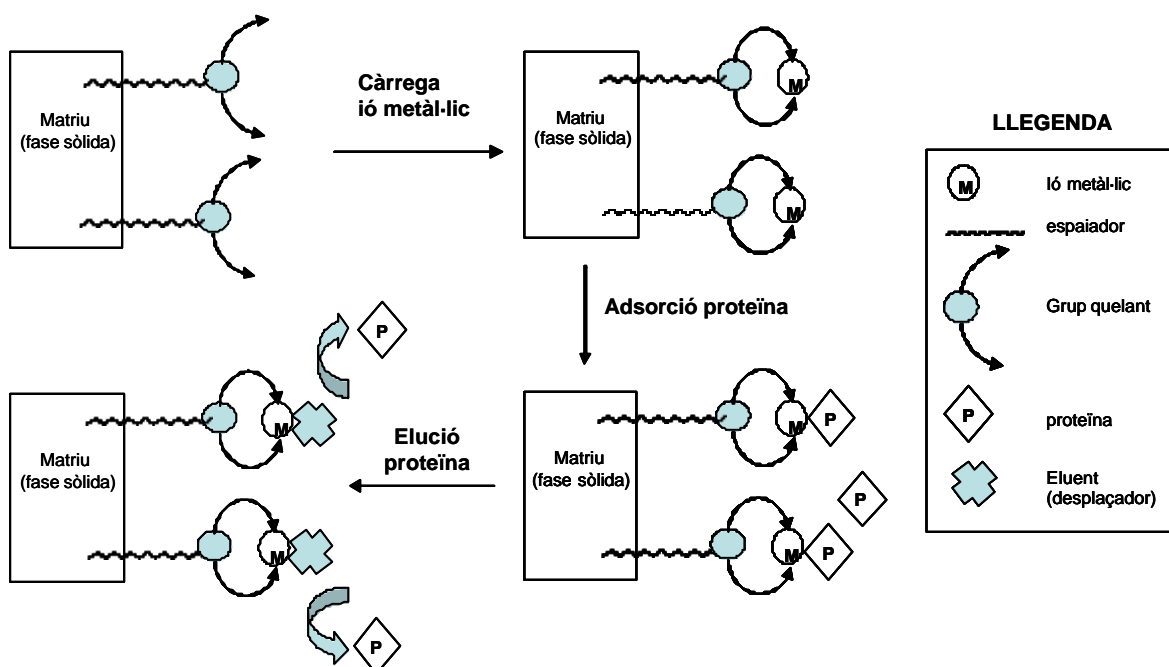 Matriu
(fase sòlida)
Càrrega
ió metàl·lic
Matriu
(fase sòlida)
M
M
Adsorció proteïna
Matriu
(fase sòlida)
M
P
P
M
P
Elució
proteïna
Matriu
(fase sòlida)
P
M
M
P
LLEGENDA
M
Ió metàl·lic
espaiador
Grup quelant
P
proteïna
Eluent
(desplaçador)